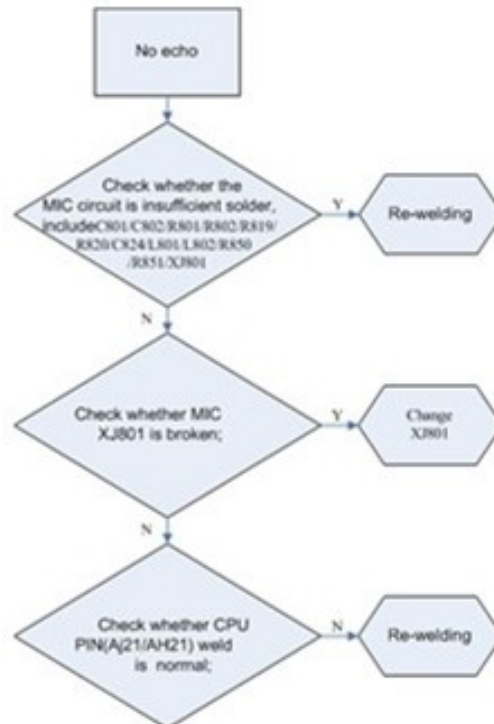 No echo
Check whether the
MIC circuit is insufficient solder,
includeC801/C802/R801/R802/R819/
R820/C824/L801/L802/R850
/R851/XJ801
Y
Re-welding
N
Check whether MIC
XJ801 is broken;
Y
Change
XJ801
N
Check whether CPU
PIN(Aj21/AH21) weld
is normal;
N
Re-welding